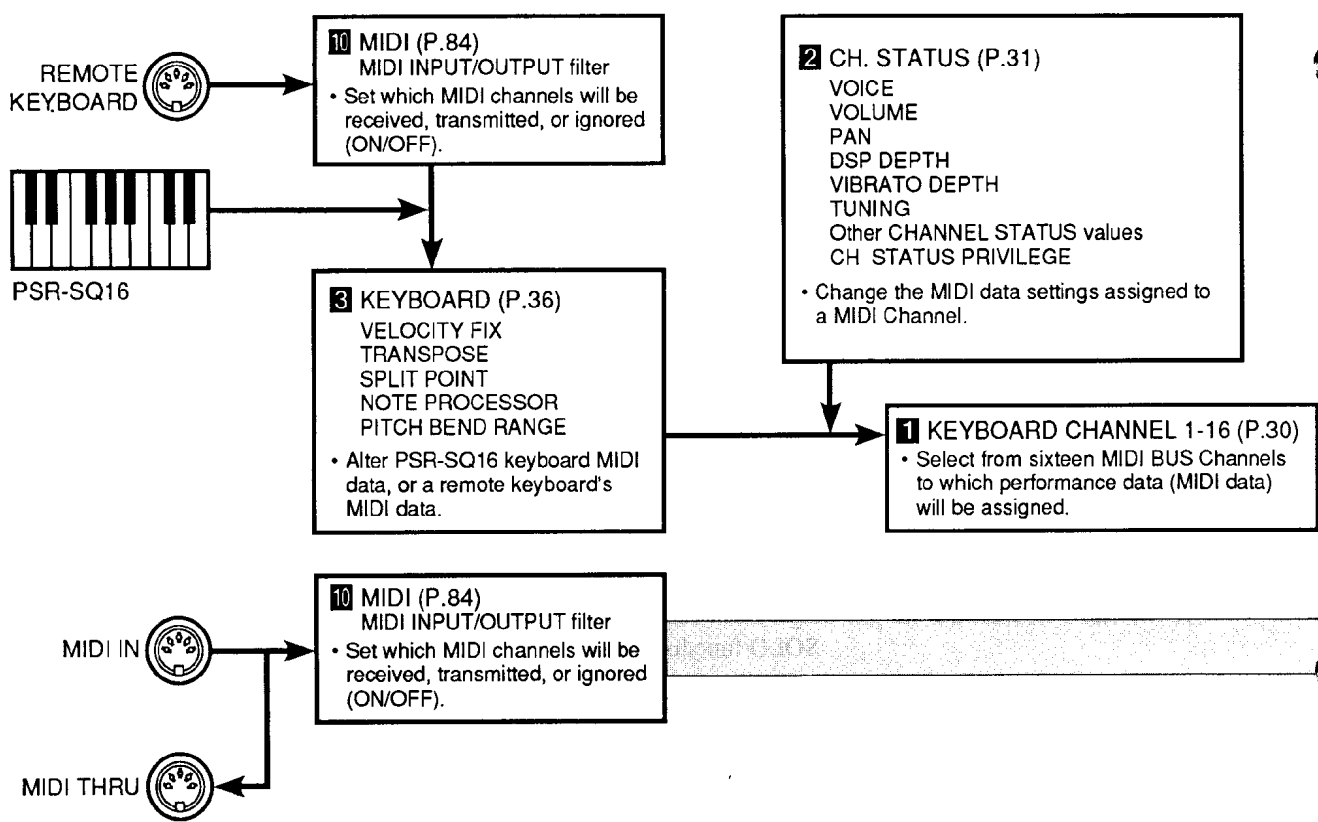 REMOTE
KEYBOARD
10 MIDI (P.84)
MIDI INPUT/OUTPUT filter
• Set which MIDI channels will be
received, transmitted, or ignored
(ON/OFF).
2 CH. STATUS (P.31)
VOICE
VOLUME
PAN
DSP DEPTH
VIBRATO DEPTH
TUNING
Other CHANNEL STATUS values
CH STATUS PRIVILEGE
• Change the MIDI data settings assigned to
a MIDI Channel.
PSR-SQ16
3 KEYBOARD (P.36)
VELOCITY FIX
TRANSPOSE
SPLIT POINT
NOTE PROCESSOR
PITCH BEND RANGE
• Alter PSR-SQ16 keyboard MIDI
data, or a remote keyboard's
MIDI data.
1 KEYBOARD CHANNEL 1-16 (P.30)
• Select from sixteen MIDI BUS Channels
to which performance data (MIDI data)
will be assigned.
MIDI IN
10 MIDI (P.84)
MIDI INPUT/OUTPUT filter
• Set which MIDI channels will be
received, transmitted, or ignored
(ON/OFF).
MIDI THRU